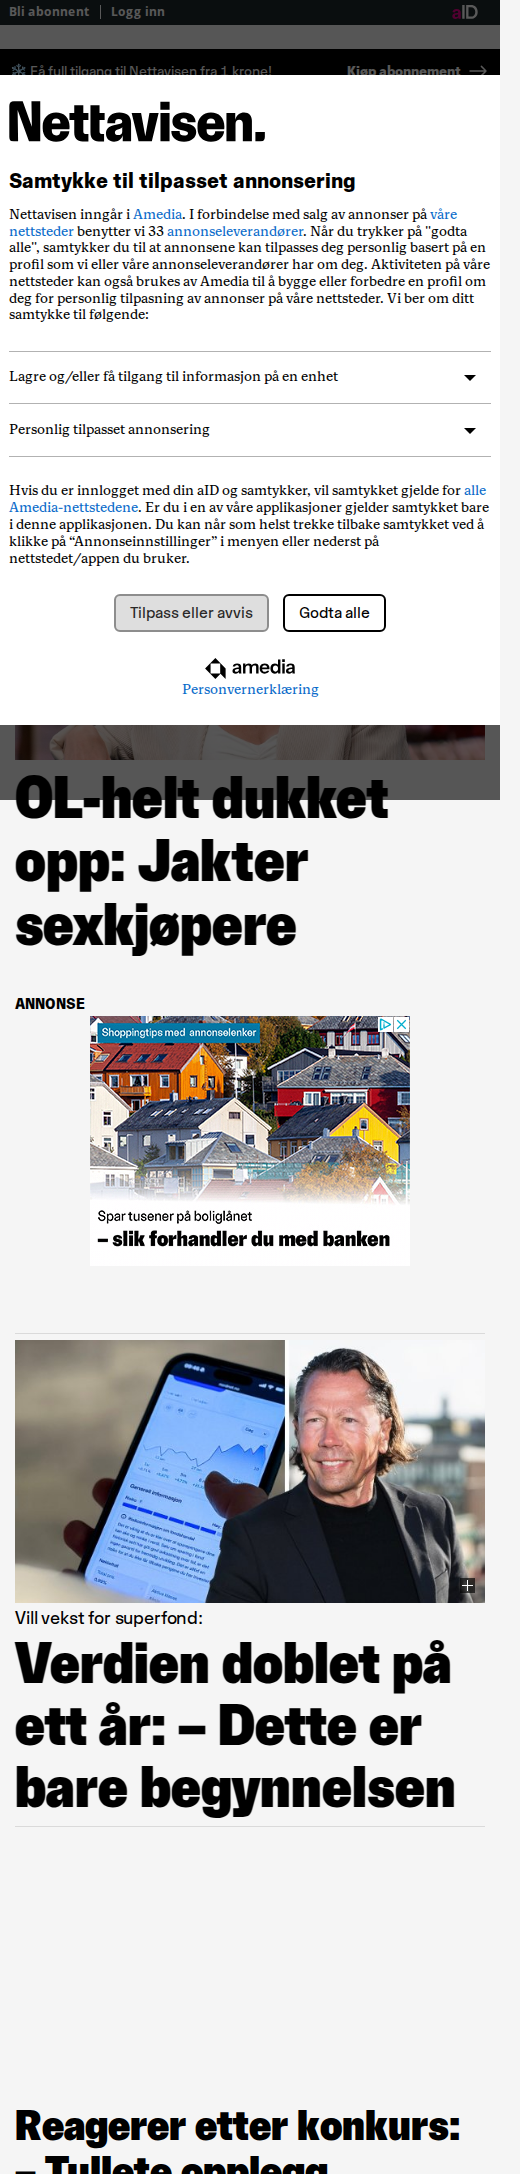 Bli abonnent | Logg inn
aID
Få full tilgang til Nettavisen fra 1 krone!
Kjøp abonnement
Nettavisen.
Samtykke til tilpasset annonsering
Nettavisen inngår i Amedia. I forbindelse med salg av annonser på våre
nettsteder benytter vi 33 annonseleverandører. Når du trykker på "godta
alle", samtykker du til at annonsene kan tilpasses deg personlig basert på en
profil som vi eller våre annonseleverandører har om deg. Aktiviteten på våre
nettsteder kan også brukes av Amedia til å bygge eller forbedre en profil om
deg for personlig tilpasning av annonser på våre nettsteder. Vi ber om ditt
samtykke til følgende:
Lagre og/eller få tilgang til informasjon på en enhet
Personlig tilpasset annonsering
Hvis du er innlogget med din aID og samtykker, vil samtykket gjelde for alle
Amedia-nettstedene. Er du i en av våre applikasjoner gjelder samtykket bare
i denne applikasjonen. Du kan når som helst trekke tilbake samtykket ved å
klikke på “Annonseinnstillinger” i menyen eller nederst på
nettstedet/appen du bruker.
Tilpass eller avvis
Godta alle
amedia
Personvernerklæring
OL-helt dukket
opp: Jakter
sexkjøpere
ANNONSE
Shoppingtips med annonselenker
Spar tusener på boliglånet
– slik forhandler du med banken
Generell informasjon
Vill vekst for superfond:
Verdien doblet på
ett år: – Dette er
bare begynnelsen
Reagerer etter konkurs:
– Tullete opplegg